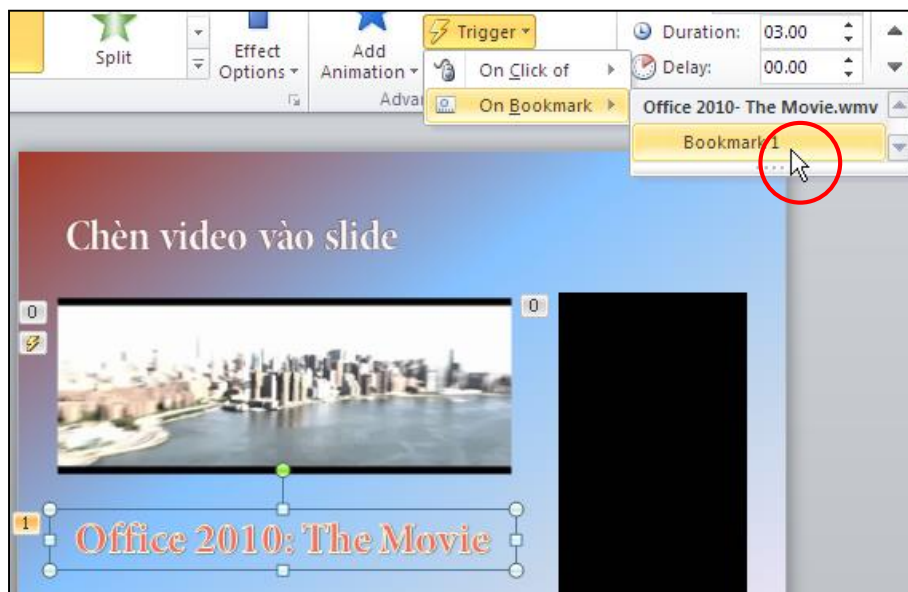 Split
Effect
Options
Add
Animation
Trigger
On Click of
On Bookmark
Duration: 03.00
Delay: 00.00
Office 2010- The Movie.wmv
Bookmark 1
Chèn video vào slide
0
0
1
Office 2010: The Movie